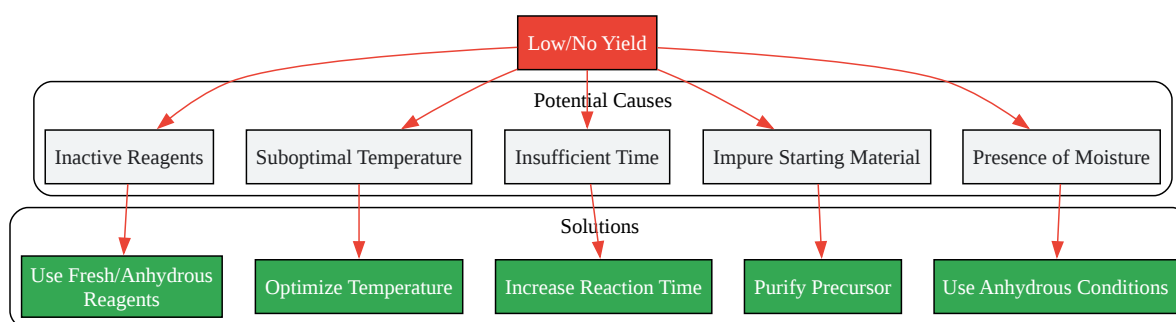 Low/No Yield
Potential Causes
Inactive Reagents
Suboptimal Temperature
Insufficient Time
Impure Starting Material
Presence of Moisture
Solutions
Use Fresh/Anhydrous
Reagents
Optimize Temperature
Increase Reaction Time
Purify Precursor
Use Anhydrous Conditions